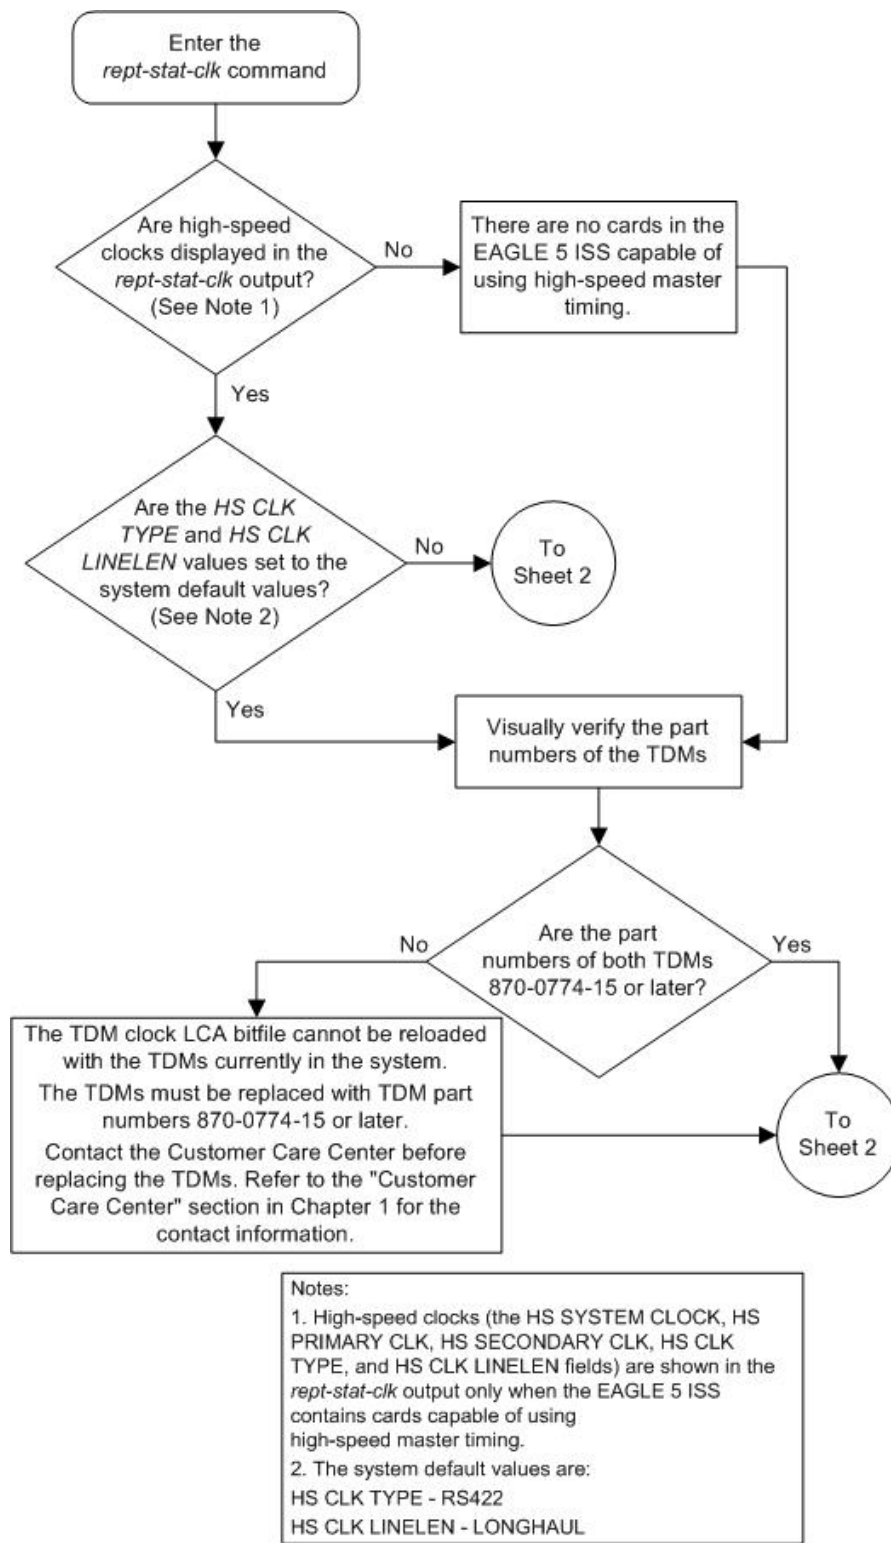 Enter the
rept-stat-clk command
Are high-speed
clocks displayed in the
rept-stat-clk output?
(See Note 1)
No
There are no cards in the
EAGLE 5 ISS capable of
using high-speed master
timing.
Yes
Are the HS CLK
TYPE and HS CLK
LINELEN values set to the
system default values?
(See Note 2)
No
To
Sheet 2
Yes
Visually verify the part
numbers of the TDMs
Are the part
numbers of both TDMs
870-0774-15 or later?
No
Yes
The TDM clock LCA bitfile cannot be reloaded
with the TDMs currently in the system.
The TDMs must be replaced with TDM part
numbers 870-0774-15 or later.
Contact the Customer Care Center before
replacing the TDMs. Refer to the "Customer
Care Center" section in Chapter 1 for the
contact information.
To
Sheet 2
Notes:
1. High-speed clocks (the HS SYSTEM CLOCK, HS
PRIMARY CLK, HS SECONDARY CLK, HS CLK
TYPE, and HS CLK LINELEN fields) are shown in the
rept-stat-clk output only when the EAGLE 5 ISS
contains cards capable of using
high-speed master timing.
2. The system default values are:
HS CLK TYPE - RS422
HS CLK LINELEN - LONGHAUL